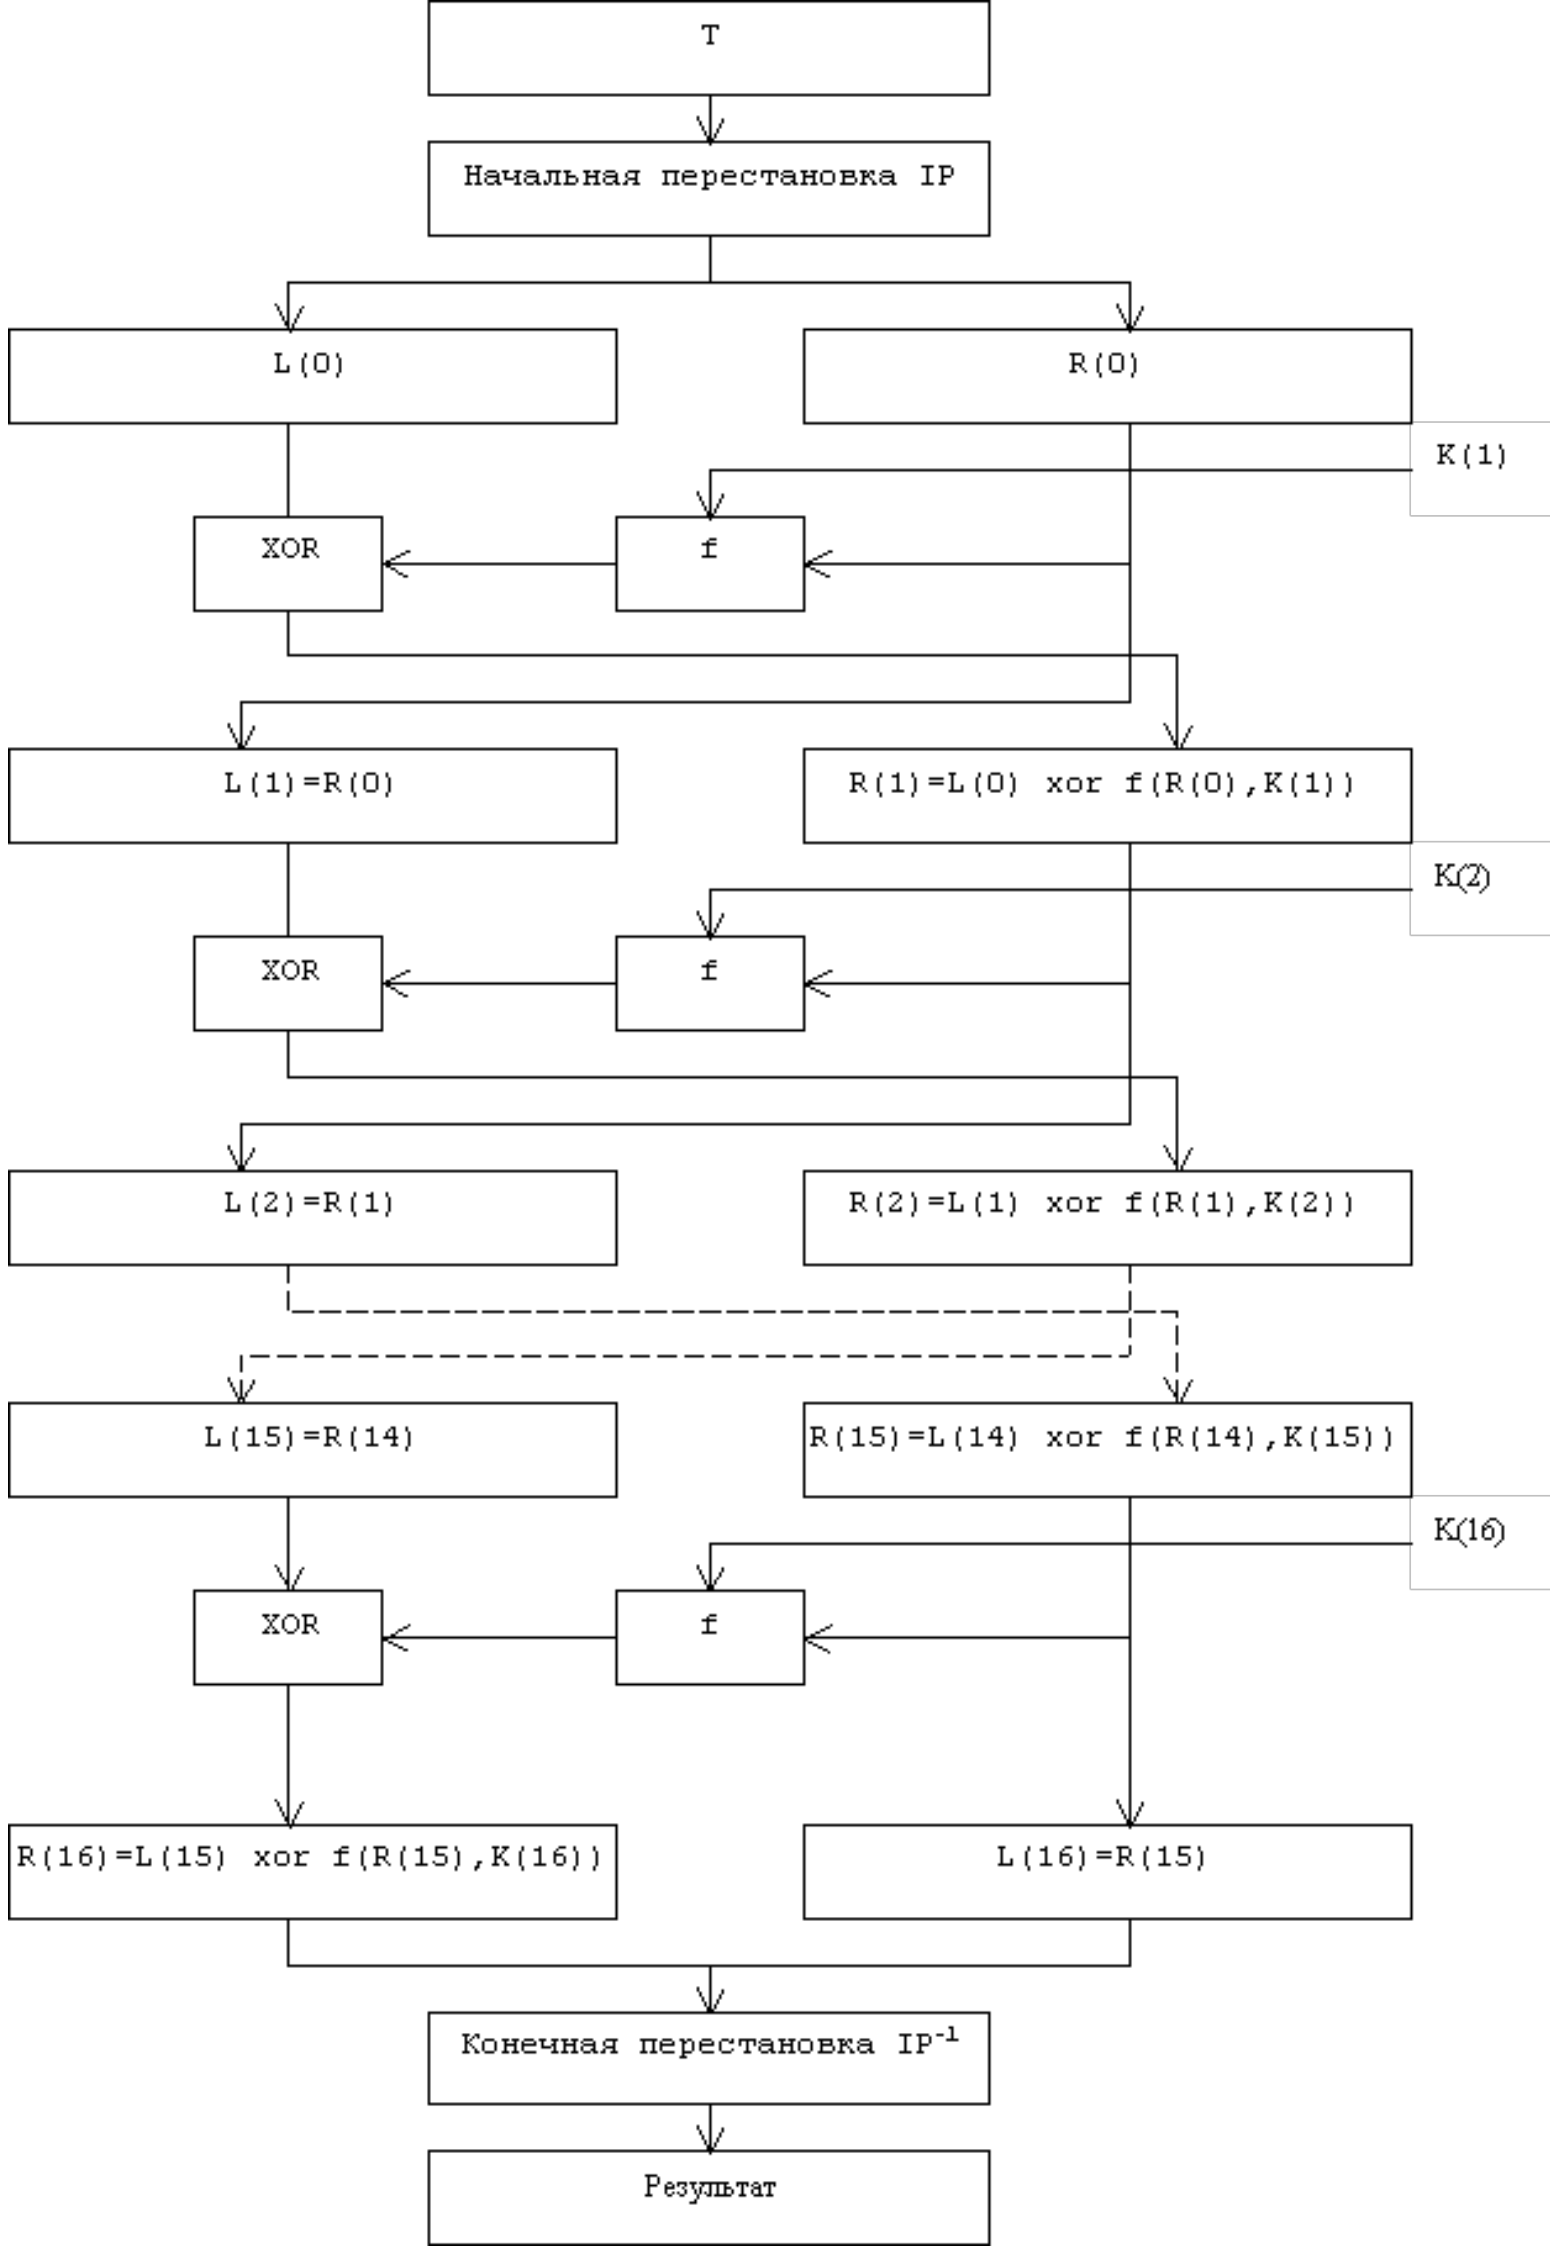 T
Начальная перестановка IP
L(0)
R(0)
K(1)
XOR
f
L(1)=R(0)
R(1)=L(0) xor f(R(0),K(1))
K(2)
XOR
f
L(2)=R(1)
R(2)=L(1) xor f(R(1),K(2))
L(15)=R(14)
R(15)=L(14) xor f(R(14),K(15))
K(16)
XOR
f
R(16)=L(15) xor f(R(15),K(16))
L(16)=R(15)
Конечная перестановка IP⁻¹
Результат